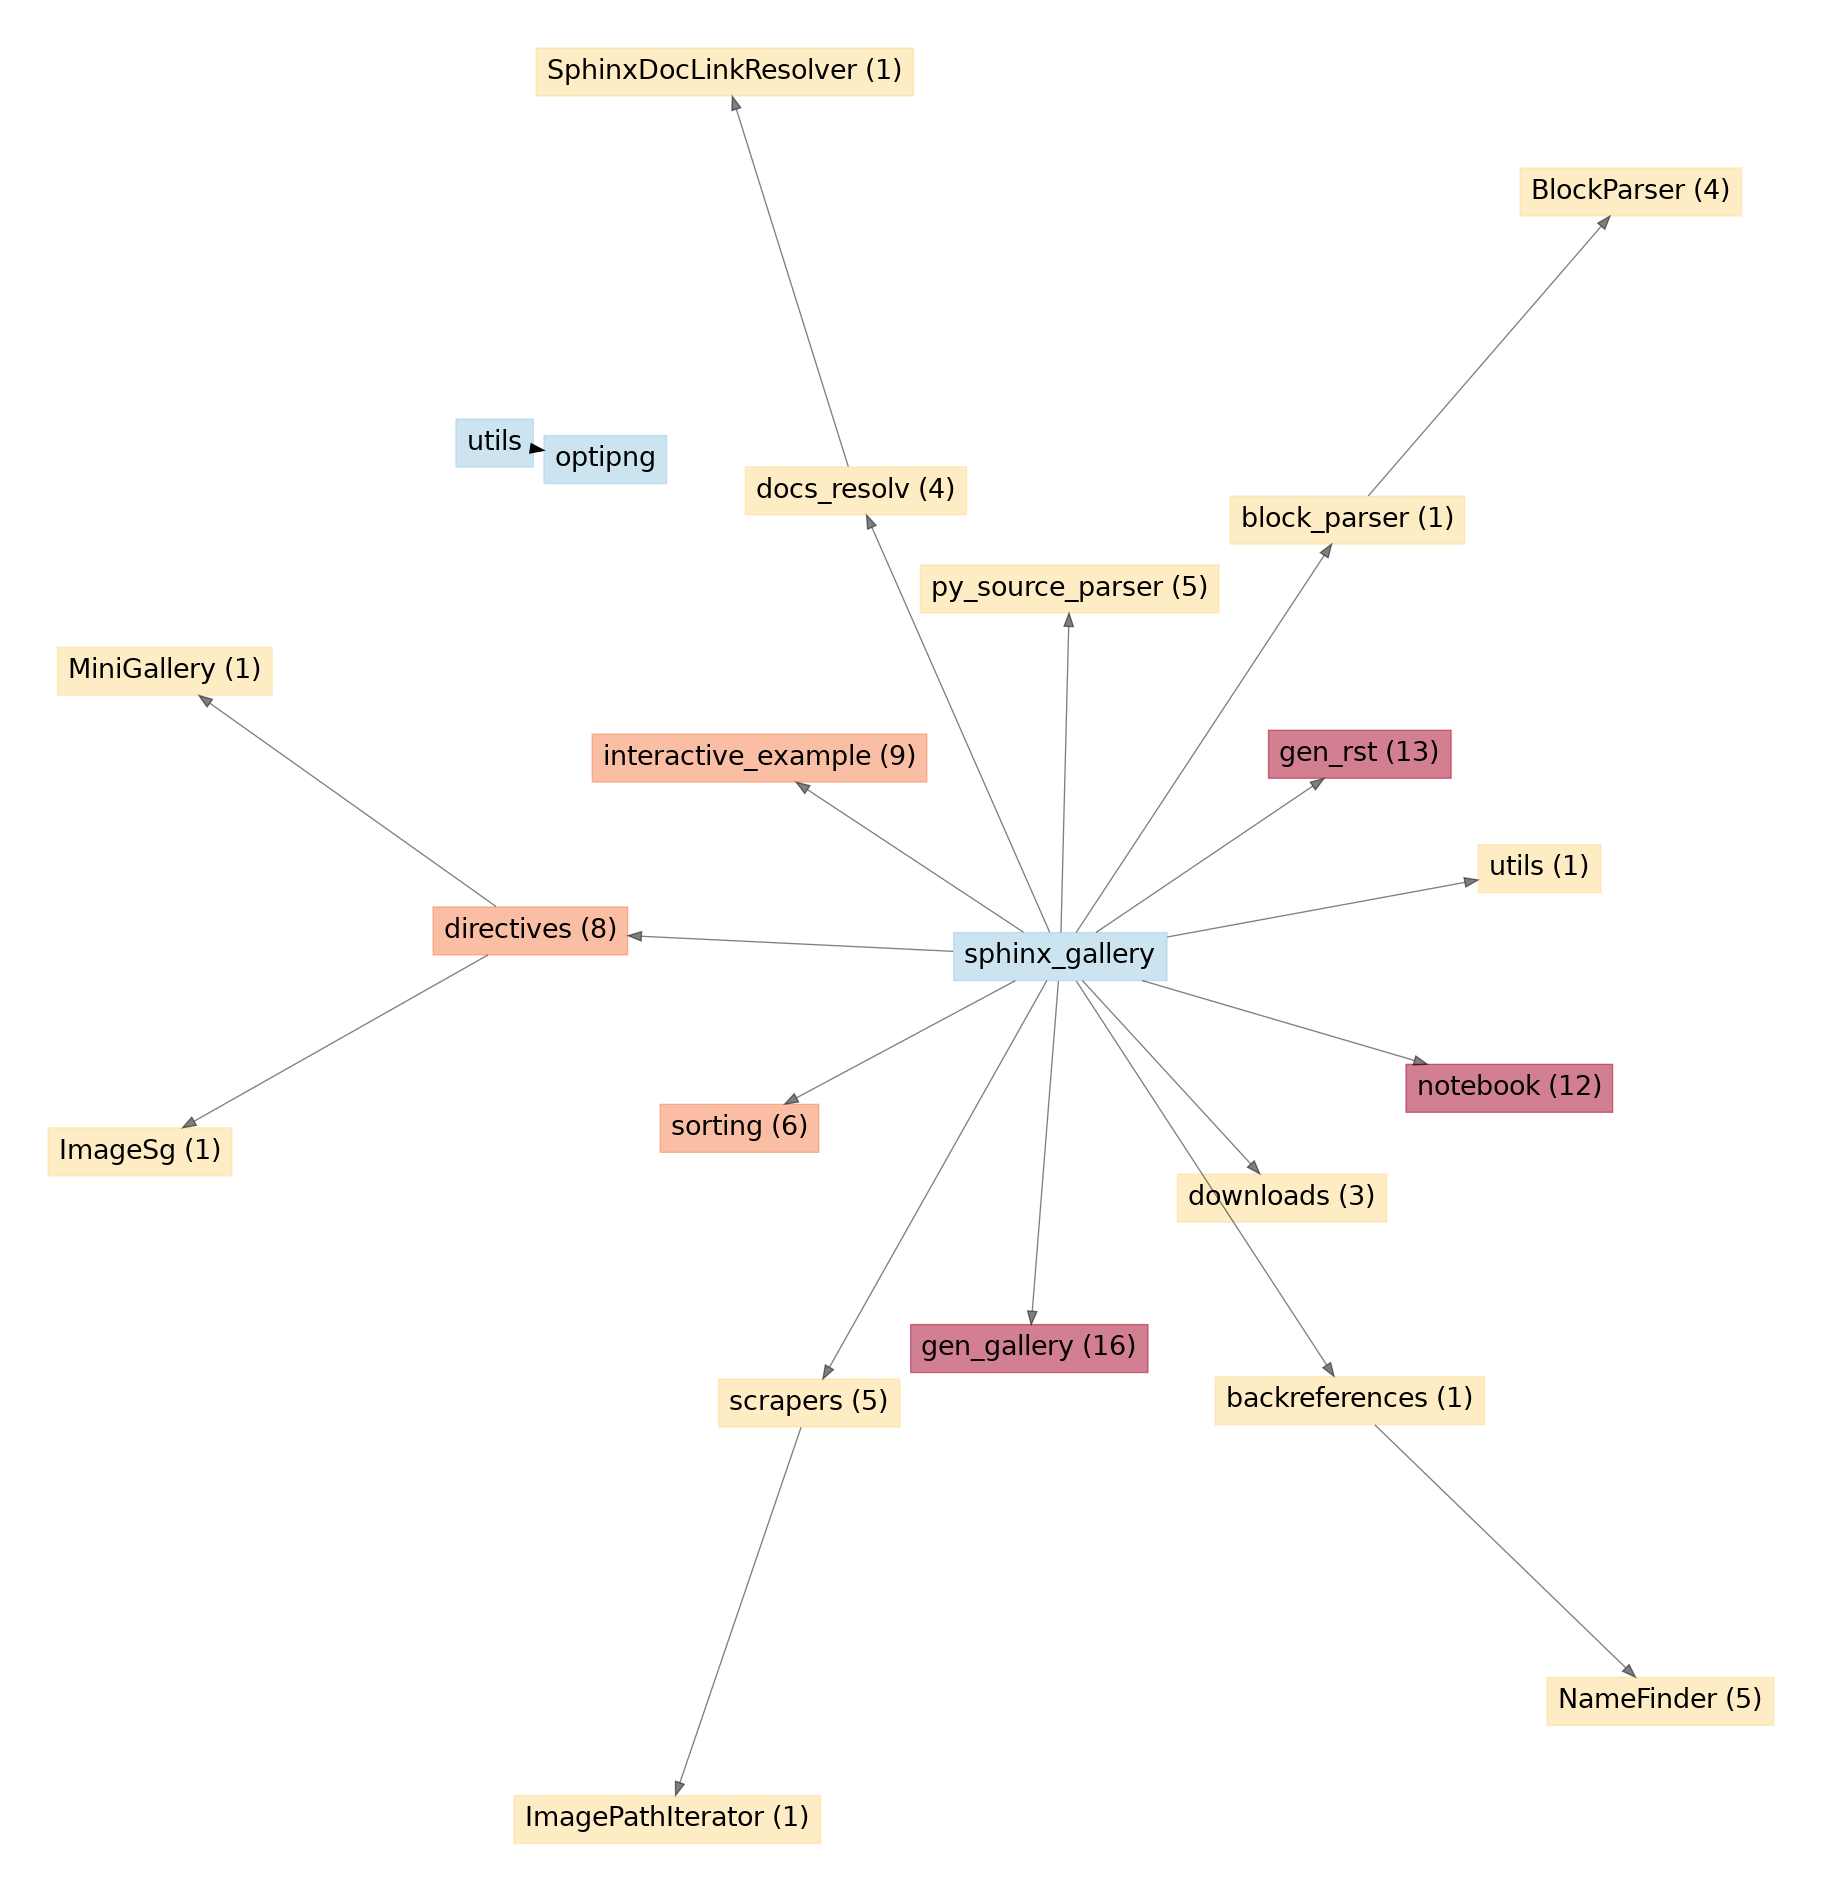 SphinxDocLinkResolver (1)
BlockParser (4)
utils
optipng
docs_resolv (4)
block_parser (1)
py_source_parser (5)
MiniGallery (1)
interactive_example (9)
gen_rst (13)
utils (1)
directives (8)
sphinx_gallery
notebook (12)
sorting (6)
ImageSg (1)
downloads (3)
gen_gallery (16)
scrapers (5)
backreferences (1)
NameFinder (5)
ImagePathIterator (1)